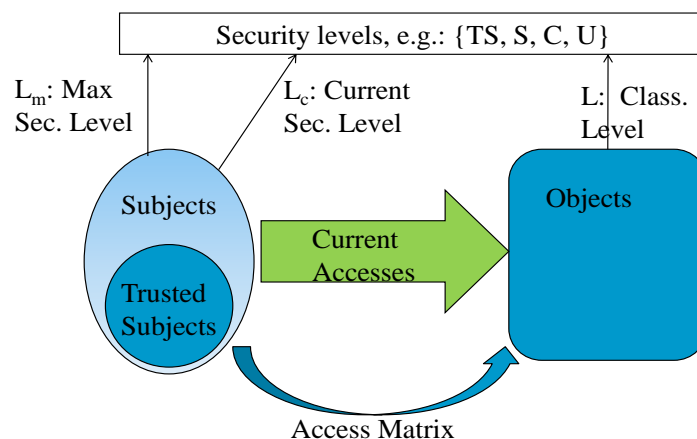 Security levels, e.g.: {TS, S, C, U}
Lm: Max
Sec. Level
Lc: Current
Sec. Level
L: Class.
Level
Subjects
Trusted
Subjects
Current
Accesses
Objects
Access Matrix